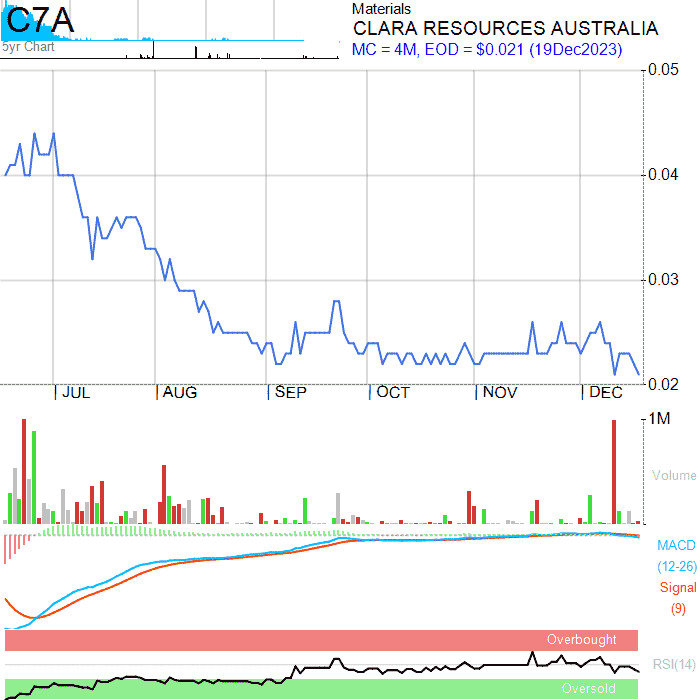 C7A
5yr Chart
Materials
CLARA RESOURCES AUSTRALIA
MC = 4M, EOD = $0.021 (19Dec2023)
0.05
0.04
0.03
0.02
JUL AUG SEP OCT NOV DEC
1M
Volume
MACD
(12-26)
Signal
(9)
Overbought
RSI(14)
Oversold